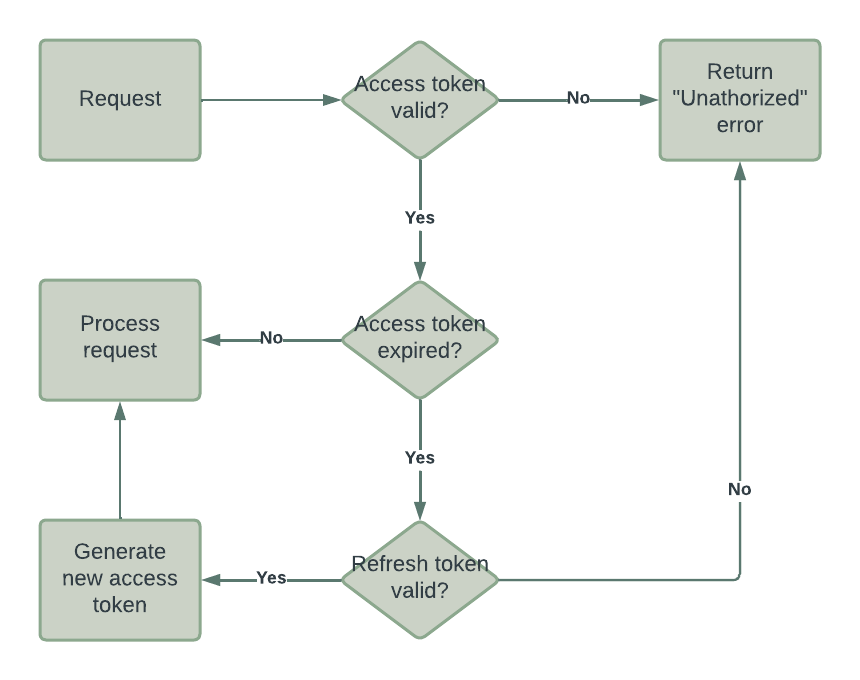 Request
Access token
valid?
No
Return
"Unathorized"
error
Yes
Process
request
No
Access token
expired?
Yes
Generate
new access
token
Yes
Refresh token
valid?
No